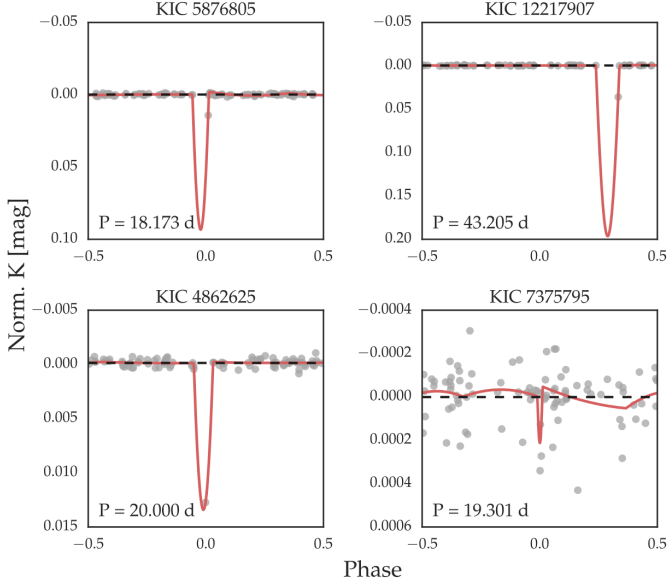 KIC 5876805 KIC 12217907
−0.05 −0.05
0.00 0.00
0.05
0.05 0.10
0.15
0.10 P = 18.173 d 0.20 P = 43.205 d
−0.5 0.0 0.5 −0.5 0.0 0.5
Norm. K [mag]
KIC 4862625 KIC 7375795
−0.005 −0.0004
−0.0002
0.000 0.0000
0.005 0.0002
0.010 0.0004
0.015 P = 20.000 d 0.0006 P = 19.301 d
−0.5 0.0 0.5 −0.5 0.0 0.5
Phase